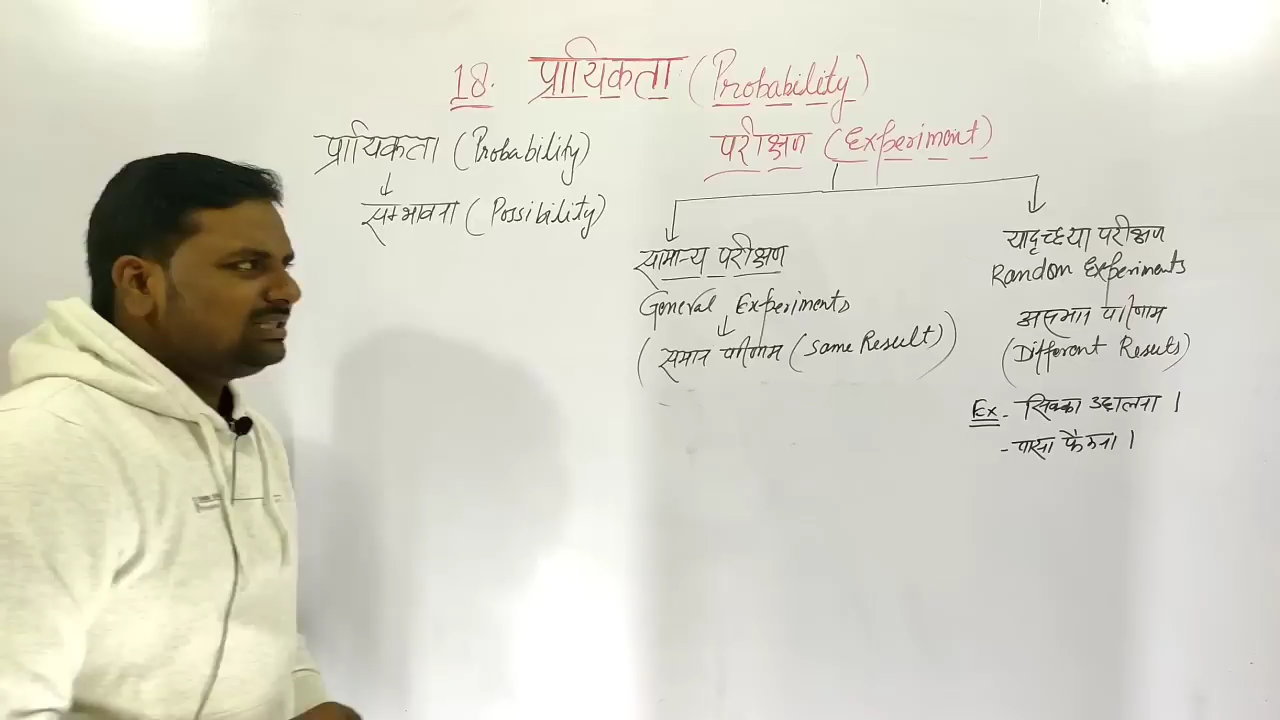 18. प्रायिकता (Probability)
प्रायिकता (Probability)
↓
सम्भावना (Possibility)
परीक्षण (Experiment)
सामान्य परीक्षण
General Experiments
↓
(समान परिणाम (Same Result))
यादृच्छया परीक्षण
Random Experiments
असमान परिणाम
(Different Results)
Ex - सिक्का उछालना ।
- पासा फेंकना ।